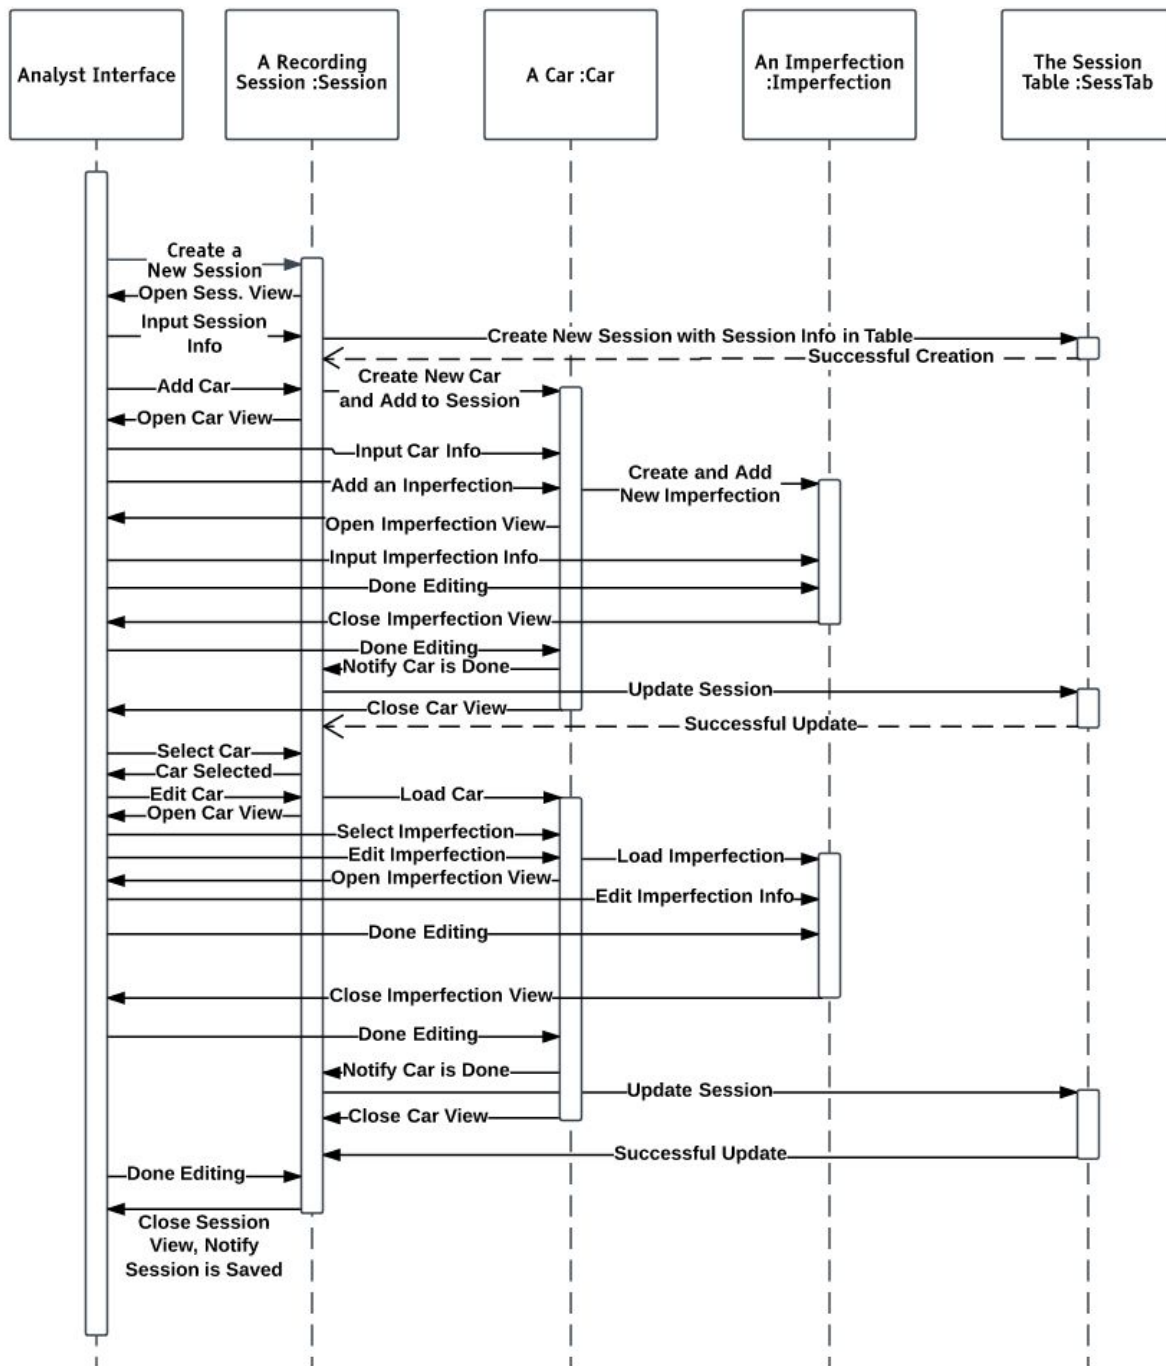 Analyst Interface
A Recording
Session :Session
A Car :Car
An Imperfection
:Imperfection
The Session
Table :SessTab
Create a
New Session
Open Sess. View
Input Session
Info
Create New Session with Session Info in Table
Successful Creation
Add Car
Create New Car
and Add to Session
Open Car View
Input Car Info
Add an Inperfection
Create and Add
New Imperfection
Open Imperfection View
Input Imperfection Info
Done Editing
Close Imperfection View
Done Editing
Notify Car is Done
Update Session
Close Car View
Successful Update
Select Car
Car Selected
Edit Car
Load Car
Open Car View
Select Imperfection
Edit Imperfection
Load Imperfection
Open Imperfection View
Edit Imperfection Info
Done Editing
Close Imperfection View
Done Editing
Notify Car is Done
Update Session
Close Car View
Successful Update
Done Editing
Close Session
View, Notify
Session is Saved